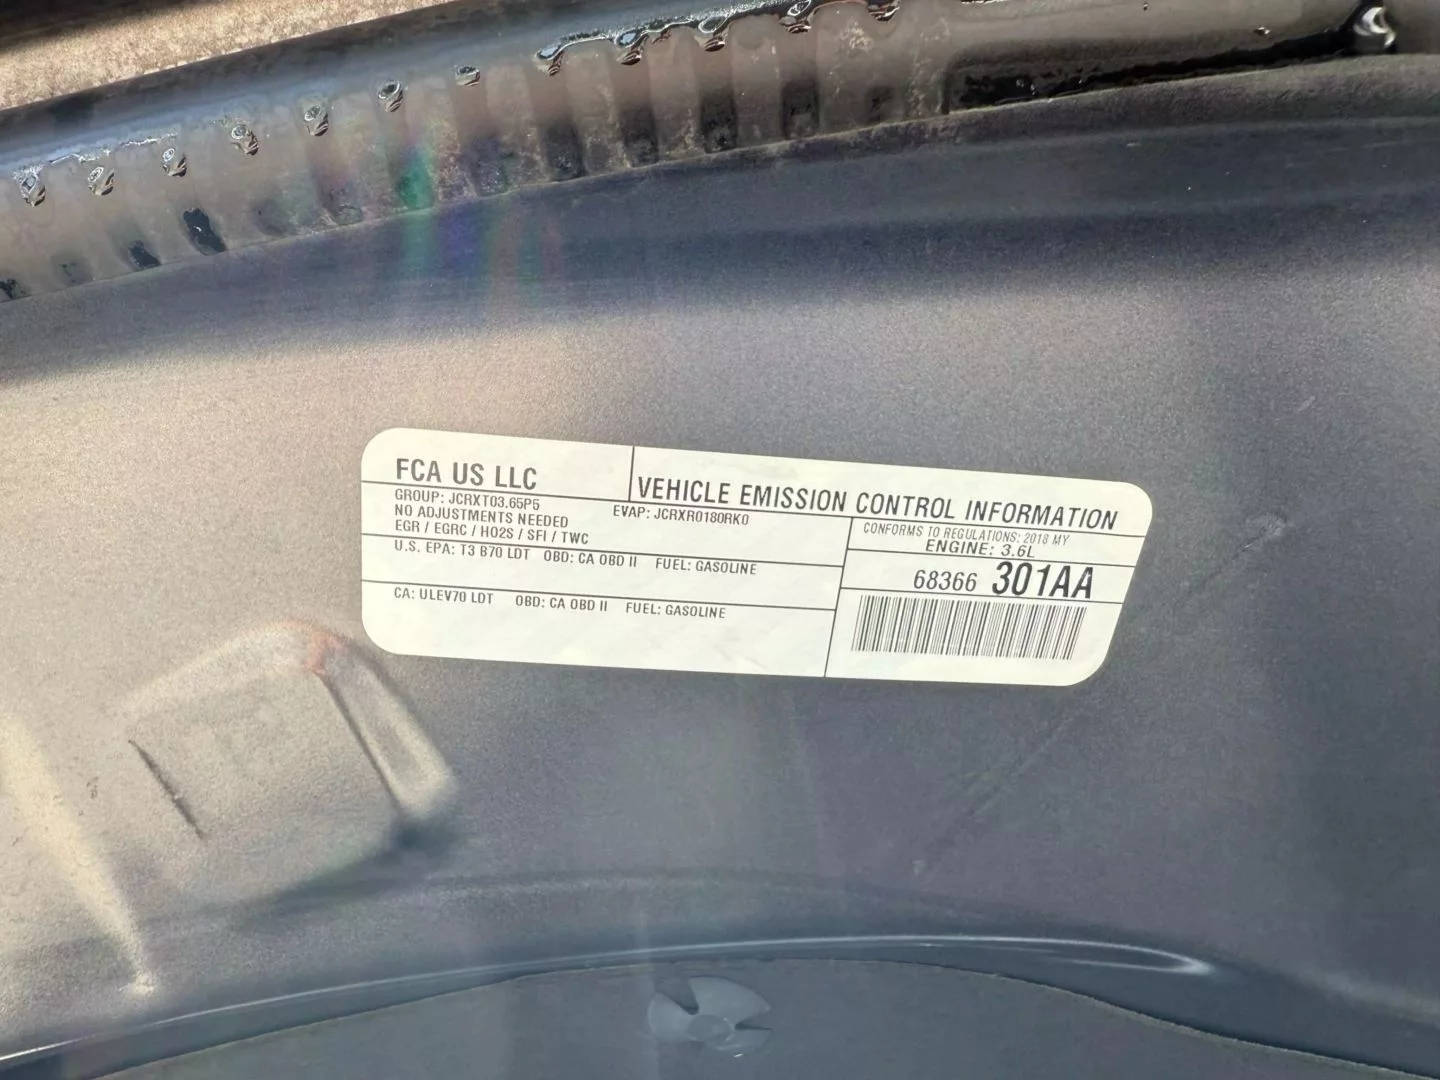 FCA US LLC
VEHICLE EMISSION CONTROL INFORMATION
GROUP: JCRXT03.65P5 EVAP: JCRXR0180RK0
NO ADJUSTMENTS NEEDED
EGR / EGRC / HO2S / SFI / TWC
CONFORMS TO REGULATIONS: 2018 MY
ENGINE: 3.6L
U.S. EPA: T3 B70 LDT OBD: CA OBD II FUEL: GASOLINE
68366 301AA
CA: ULEV70 LDT OBD: CA OBD II FUEL: GASOLINE